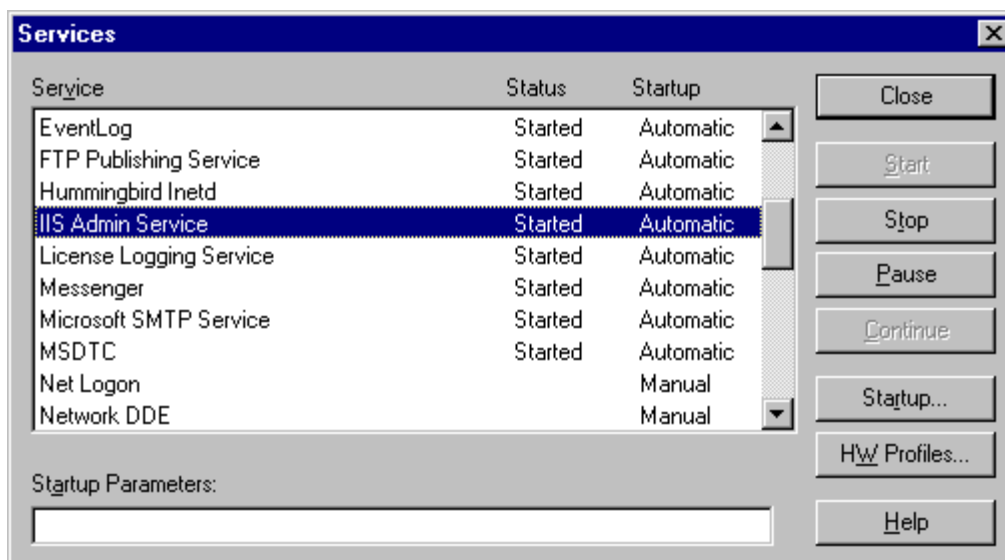 Services
Service Status Startup
EventLog Started Automatic
FTP Publishing Service Started Automatic
Hummingbird Inetd Started Automatic
IIS Admin Service Started Automatic
License Logging Service Started Automatic
Messenger Started Automatic
Microsoft SMTP Service Started Automatic
MSDTC Started Automatic
Net Logon Manual
Network DDE Manual
Startup Parameters:
Close
Start
Stop
Pause
Continue
Startup...
HW Profiles...
Help